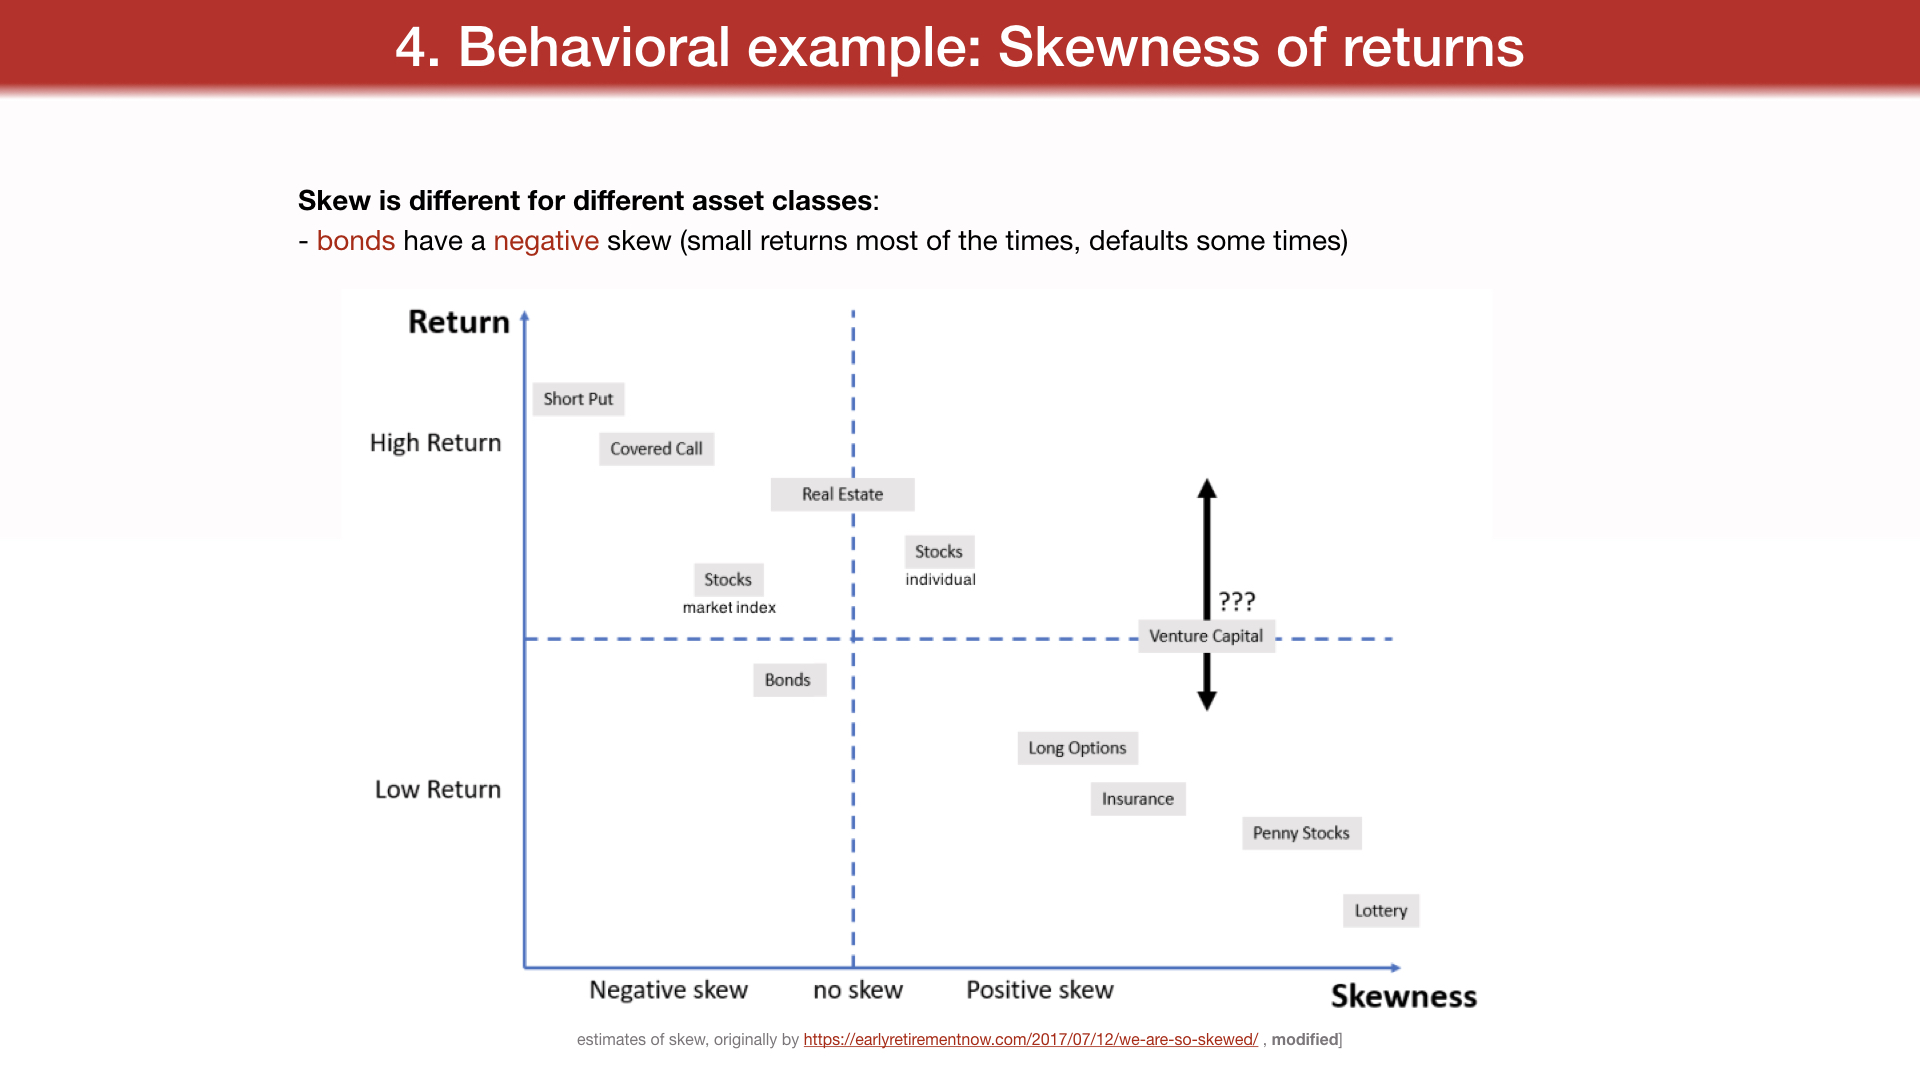 4. Behavioral example: Skewness of returns
Skew is different for different asset classes:
- bonds have a negative skew (small returns most of the times, defaults some times)
Return
Short Put
High Return
Covered Call
Real Estate
Stocks
individual
Stocks
market index
???
Venture Capital
Bonds
Long Options
Low Return
Insurance
Penny Stocks
Lottery
Negative skew
no skew
Positive skew
Skewness
estimates of skew, originally by https://earlyretirementnow.com/2017/07/12/we-are-so-skewed/ , modified]